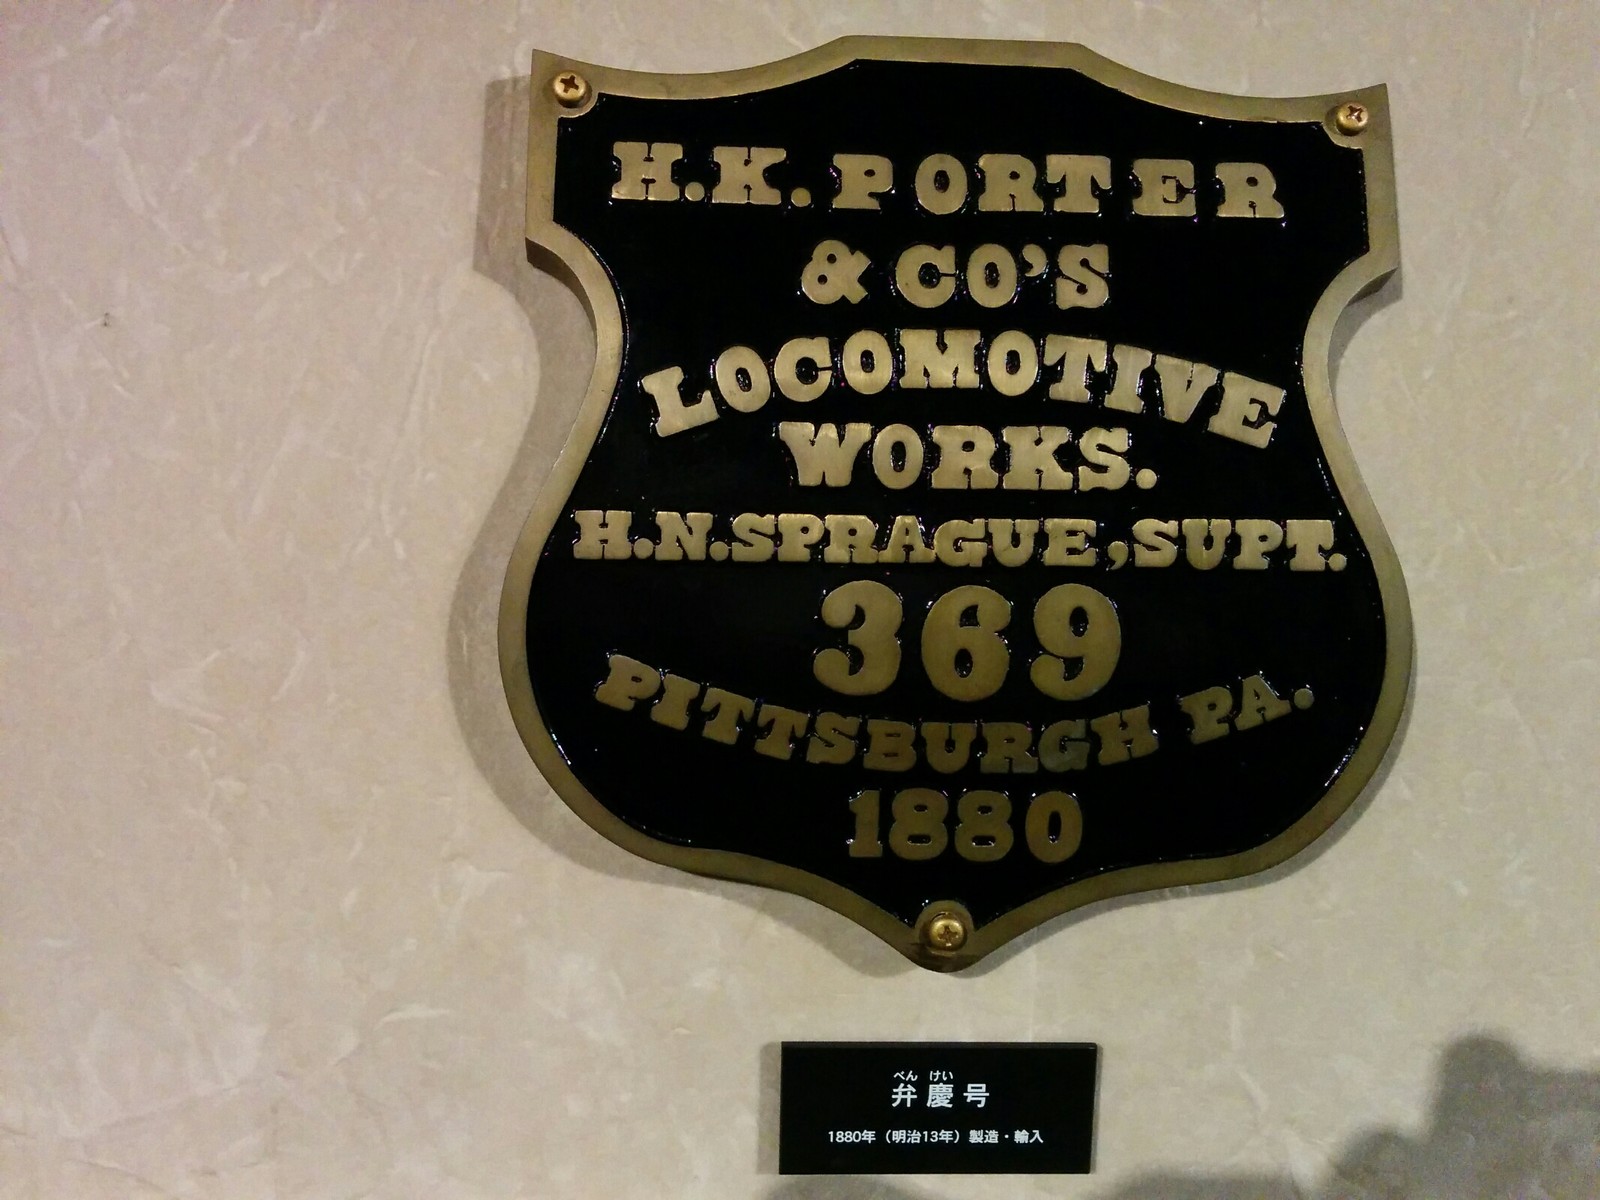 H.K. PORTER
& CO'S
LOCOMOTIVE
WORKS.
H.N. SPRAGUE, SUPT.
369
PITTSBURGH PA.
1880
べん けい
弁慶号
1880年（明治13年）製造・輸入